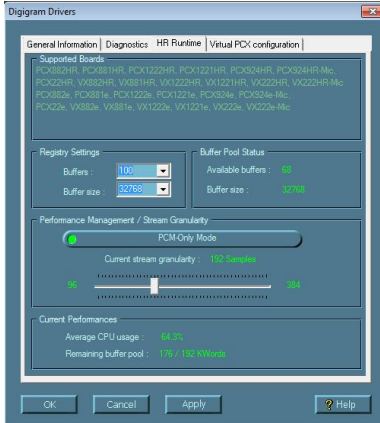 Digigram Drivers
General Information
Diagnostics
HR Runtime
Virtual PCX configuration
Supported Boards
PCX882HR, PCX881HR, PCX1222HR, PCX1221HR, PCX924HR, PCX924HR-Mic,
PCX22HR, VX882HR, VX881HR, VX1222HR, VX1221HR, VX222HR, VX222HR-Mic
PCX882e, PCX881e, PCX1222e, PCX1221e, PCX924e, PCX924e-Mic,
PCX22e, VX882e, VX881e, VX1222e, VX1221e, VX222e, VX222e-Mic
Registry Settings
Buffers : 100
Buffer size : 32768
Buffer Pool Status
Available buffers : 68
Buffer size : 32768
Performance Management / Stream Granularity
PCM-Only Mode
Current stream granularity : 192 Samples
96
384
Current Performances
Average CPU usage : 64.3%
Remaining buffer pool : 176 / 192 KWords
OK
Cancel
Apply
? Help